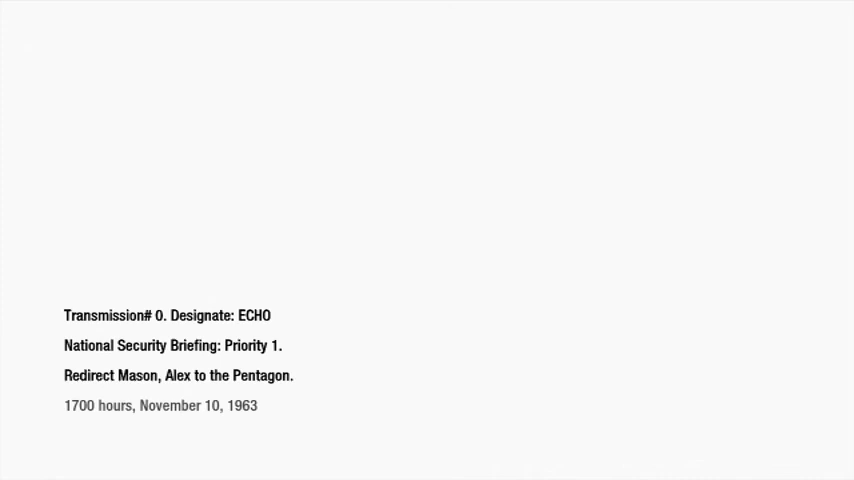 Transmission# 0. Designate: ECHO
National Security Briefing: Priority 1.
Redirect Mason, Alex to the Pentagon.
1700 hours, November 10, 1963